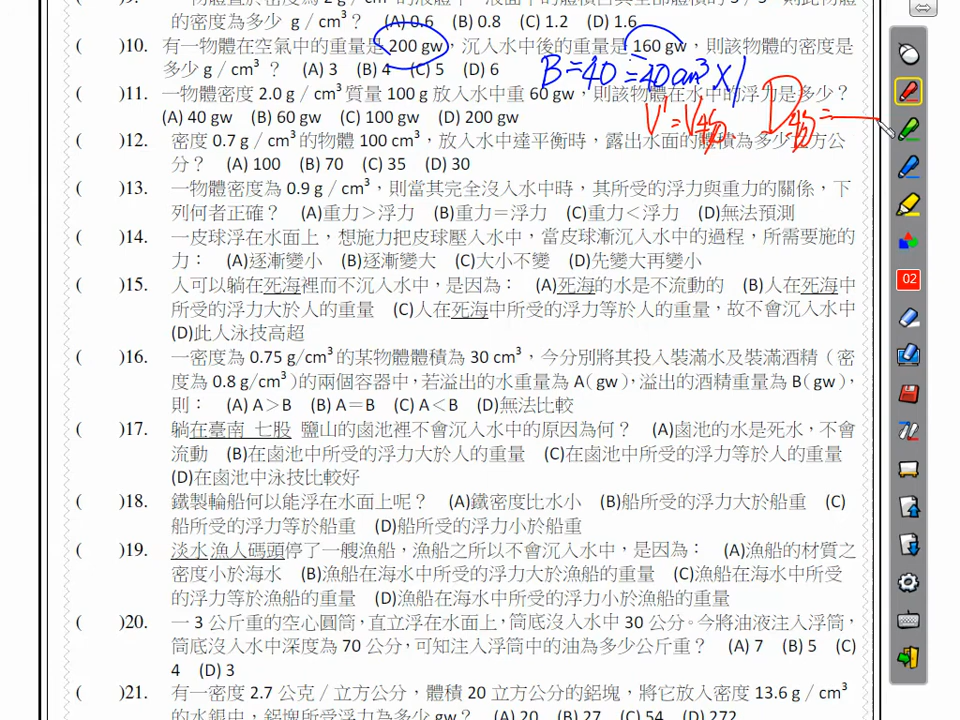 的密度為多少 g／cm³？ (A) 0.6 (B) 0.8 (C) 1.2 (D) 1.6
( )10. 有一物體在空氣中的重量是 200 gw，沉入水中後的重量是 160 gw，則該物體的密度是
多少 g／cm³ ？ (A) 3 (B) 4 (C) 5 (D) 6
B=40=40cm³×1
( )11. 一物體密度 2.0 g／cm³ 質量 100 g 放入水中重 60 gw，則該物體在水中的浮力是多少？
(A) 40 gw (B) 60 gw (C) 100 gw (D) 200 gw
V'=V物 D物=
( )12. 密度 0.7 g／cm³ 的物體 100 cm³，放入水中達平衡時，露出水面的體積為多少立方公
分？ (A) 100 (B) 70 (C) 35 (D) 30
( )13. 一物體密度為 0.9 g／cm³，則當其完全沒入水中時，其所受的浮力與重力的關係，下
列何者正確？ (A)重力＞浮力 (B)重力＝浮力 (C)重力＜浮力 (D)無法預測
( )14. 一皮球浮在水面上，想施力把皮球壓入水中，當皮球漸沉入水中的過程，所需要施的
力： (A)逐漸變小 (B)逐漸變大 (C)大小不變 (D)先變大再變小
( )15. 人可以躺在死海裡而不沉入水中，是因為： (A)死海的水是不流動的 (B)人在死海中
所受的浮力大於人的重量 (C)人在死海中所受的浮力等於人的重量，故不會沉入水中
(D)此人泳技高超
( )16. 一密度為 0.75 g/cm³ 的某物體體積為 30 cm³，今分別將其投入裝滿水及裝滿酒精（密
度為 0.8 g/cm³）的兩個容器中，若溢出的水重量為 A（gw），溢出的酒精重量為 B（gw），
則： (A) A＞B (B) A＝B (C) A＜B (D)無法比較
( )17. 躺在臺南 七股 鹽山的鹵池裡不會沉入水中的原因為何？ (A)鹵池的水是死水，不會
流動 (B)在鹵池中所受的浮力大於人的重量 (C)在鹵池中所受的浮力等於人的重量
(D)在鹵池中泳技比較好
( )18. 鐵製輪船何以能浮在水面上呢？ (A)鐵密度比水小 (B)船所受的浮力大於船重 (C)
船所受的浮力等於船重 (D)船所受的浮力小於船重
( )19. 淡水漁人碼頭停了一艘漁船，漁船之所以不會沉入水中，是因為： (A)漁船的材質之
密度小於海水 (B)漁船在海水中所受的浮力大於漁船的重量 (C)漁船在海水中所受
的浮力等於漁船的重量 (D)漁船在海水中所受的浮力小於漁船的重量
( )20. 一 3 公斤重的空心圓筒，直立浮在水面上，筒底沒入水中 30 公分。今將油液注入浮筒，
筒底沒入水中深度為 70 公分，可知注入浮筒中的油為多少公斤重？ (A) 7 (B) 5 (C)
4 (D) 3
( )21. 有一密度 2.7 公克／立方公分，體積 20 立方公分的鋁塊，將它放入密度 13.6 g／cm³
的水銀中，鋁塊所受浮力為多少 gw？ (A) 20 (B) 27 (C) 54 (D) 272
02